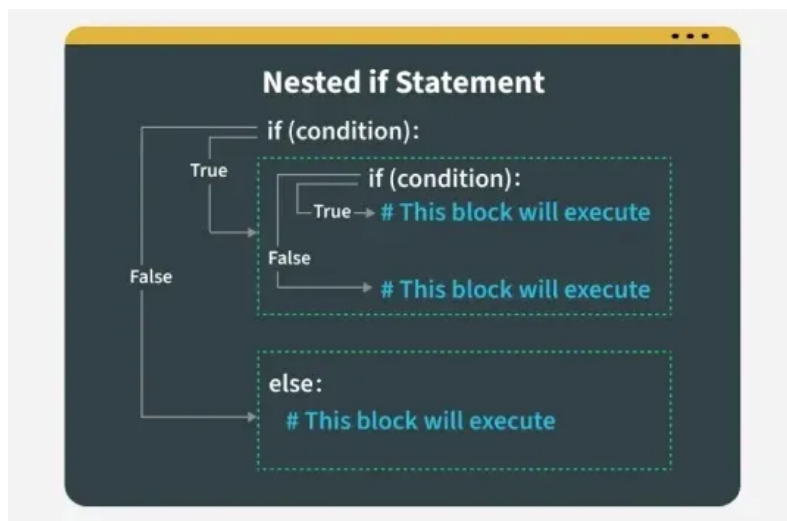 Nested if Statement
if (condition):
True
if (condition):
True
# This block will execute
False
False
# This block will execute
else:
# This block will execute